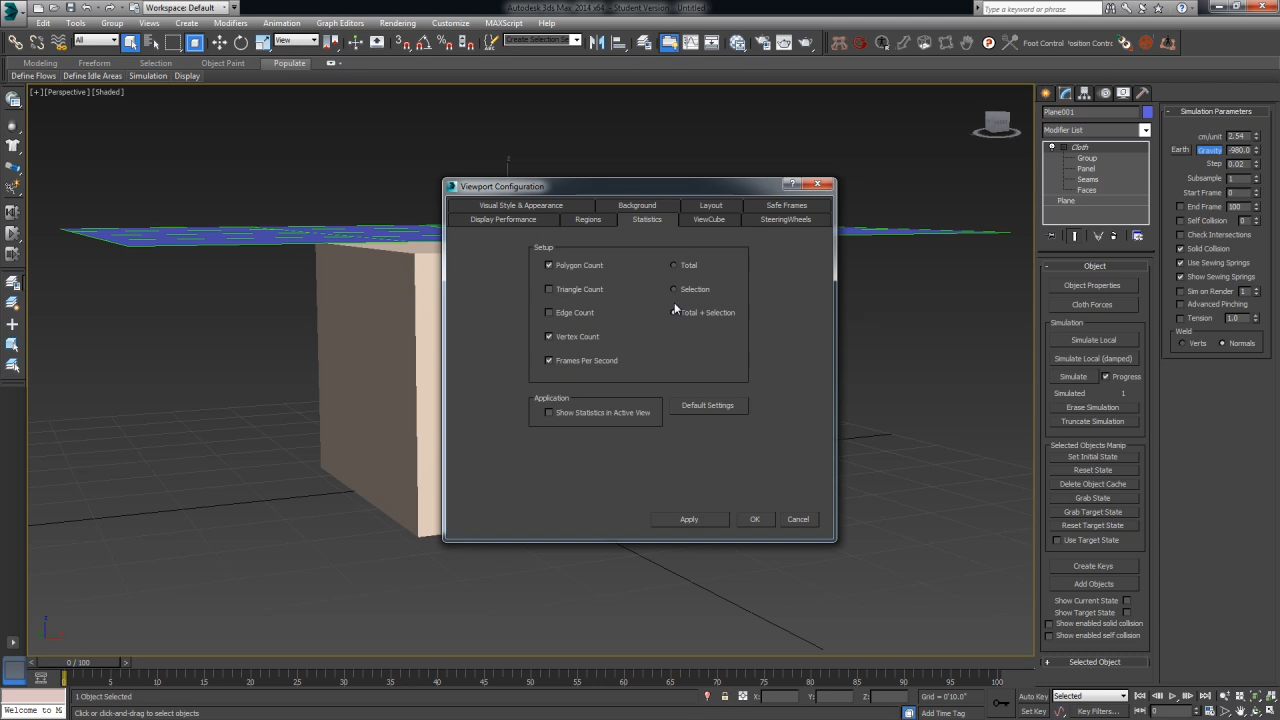 Workspace: Default
Autodesk 3ds Max 2014 x64 - Student Version Untitled
Type a keyword or phrase
Edit Tools Group Views Create Modifiers Animation Graph Editors Rendering Customize MAXScript Help
All View Create Selection Se Foot Control Position Contro
Modeling Freeform Selection Object Paint Populate
Define Flows Define Idle Areas Simulation Display
[+][Perspective][Shaded]
Viewport Configuration
Visual Style & Appearance Background Layout Safe Frames
Display Performance Regions Statistics ViewCube SteeringWheels
Setup
Polygon Count Total
Triangle Count Selection
Edge Count Total + Selection
Vertex Count
Frames Per Second
Application
Show Statistics in Active View Default Settings
Apply OK Cancel
Plane001
Modifier List
Cloth
Group
Panel
Seams
Faces
Plane
Object
Object Properties
Cloth Forces
Simulation
Simulate Local
Simulate Local (damped)
Simulate Progress
Simulated 1
Erase Simulation
Truncate Simulation
Selected Objects Manip
Set Initial State
Reset State
Delete Object Cache
Grab State
Grab Target State
Reset Target State
Use Target State
Create Keys
Add Objects
Show Current State
Show Target State
Show enabled solid collision
Show enabled self collision
Selected Object
Simulation Parameters
cm/unit 2.54
Earth Gravity -980.0
Step 0.02
Subsample 1
Start Frame 0
End Frame 100
Self Collision 0
Check Intersections
Solid Collision
Use Sewing Springs
Show Sewing Springs
Sim on Render 1
Advanced Pinching
Tension 1.0
Weld
Verts Normals
z
0 / 100
0 5 10 15 20 25 30 35 40 45 50 55 60 65 70 75 80 85 90 95 100
1 Object Selected X: Y: Z: Grid = 0'10.0" Auto Key Selected
Welcome to M Click or click-and-drag to select objects Add Time Tag Set Key Key Filters... 0